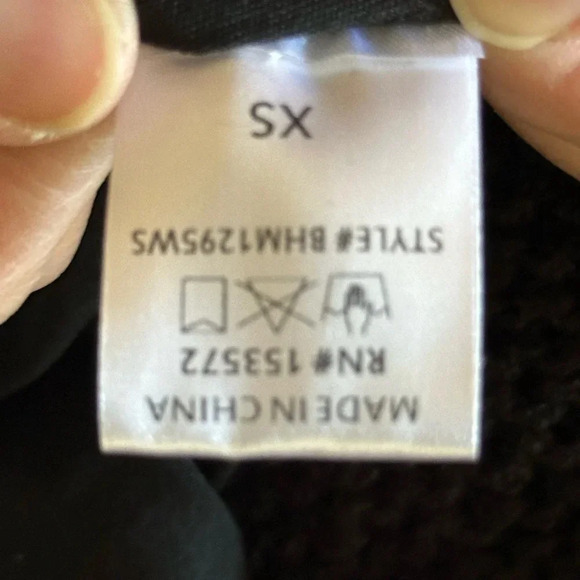 MADE IN CHINA
RN# 153572
STYLE# BHM1295WS
XS